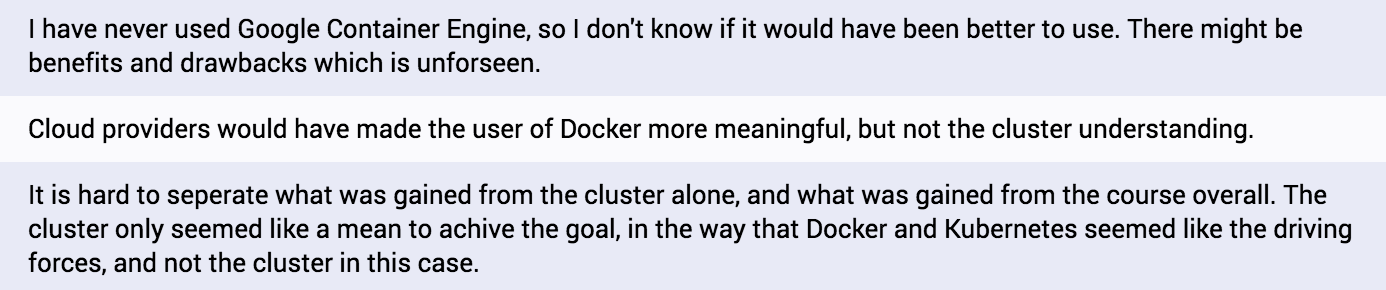 I have never used Google Container Engine, so I don't know if it would have been better to use. There might be
benefits and drawbacks which is unforseen.
Cloud providers would have made the user of Docker more meaningful, but not the cluster understanding.
It is hard to seperate what was gained from the cluster alone, and what was gained from the course overall. The
cluster only seemed like a mean to achive the goal, in the way that Docker and Kubernetes seemed like the driving
forces, and not the cluster in this case.